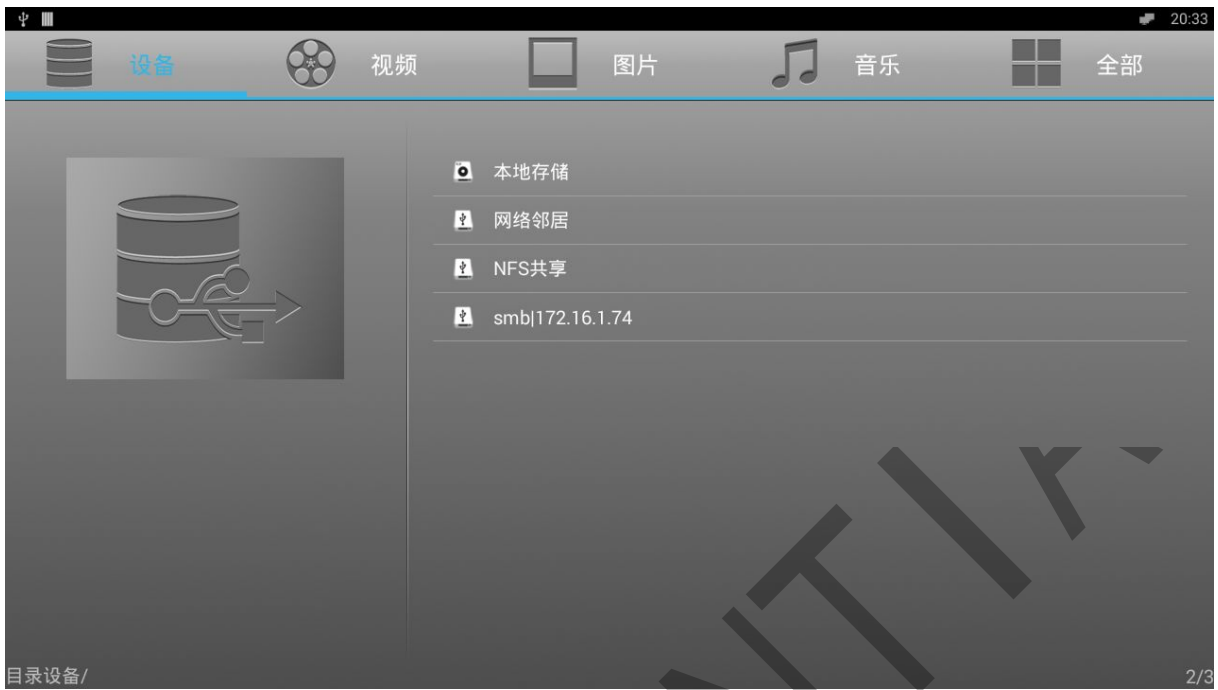 20:33
设备 视频 图片 音乐 全部
本地存储
网络邻居
NFS共享
smb|172.16.1.74
目录设备/
2/3